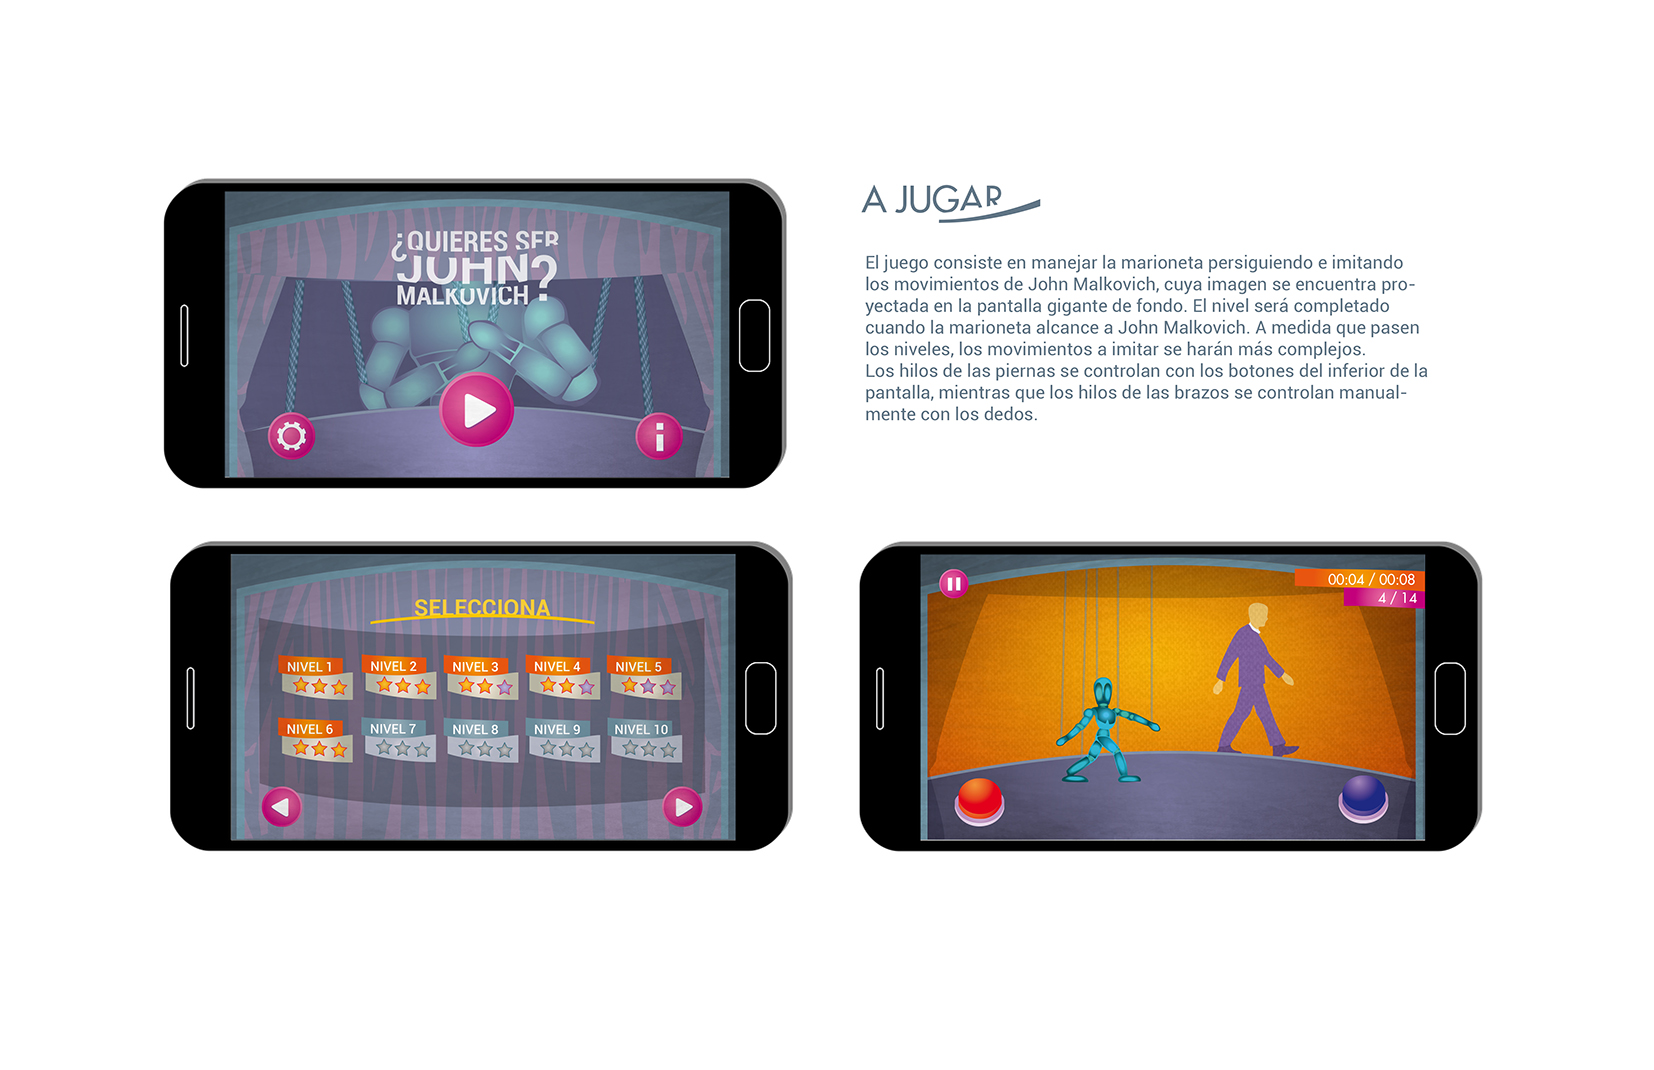 ¿QUIERES SER
JOHN
MALKOVICH?
A JUGAR
El juego consiste en manejar la marioneta persiguiendo e imitando
los movimientos de John Malkovich, cuya imagen se encuentra pro-
yectada en la pantalla gigante de fondo. El nivel será completado
cuando la marioneta alcance a John Malkovich. A medida que pasen
los niveles, los movimientos a imitar se harán más complejos.
Los hilos de las piernas se controlan con los botones del inferior de la
pantalla, mientras que los hilos de las brazos se controlan manual-
mente con los dedos.
SELECCIONA
NIVEL 1
NIVEL 2
NIVEL 3
NIVEL 4
NIVEL 5
NIVEL 6
NIVEL 7
NIVEL 8
NIVEL 9
NIVEL 10
00:04 / 00:08
4 / 14